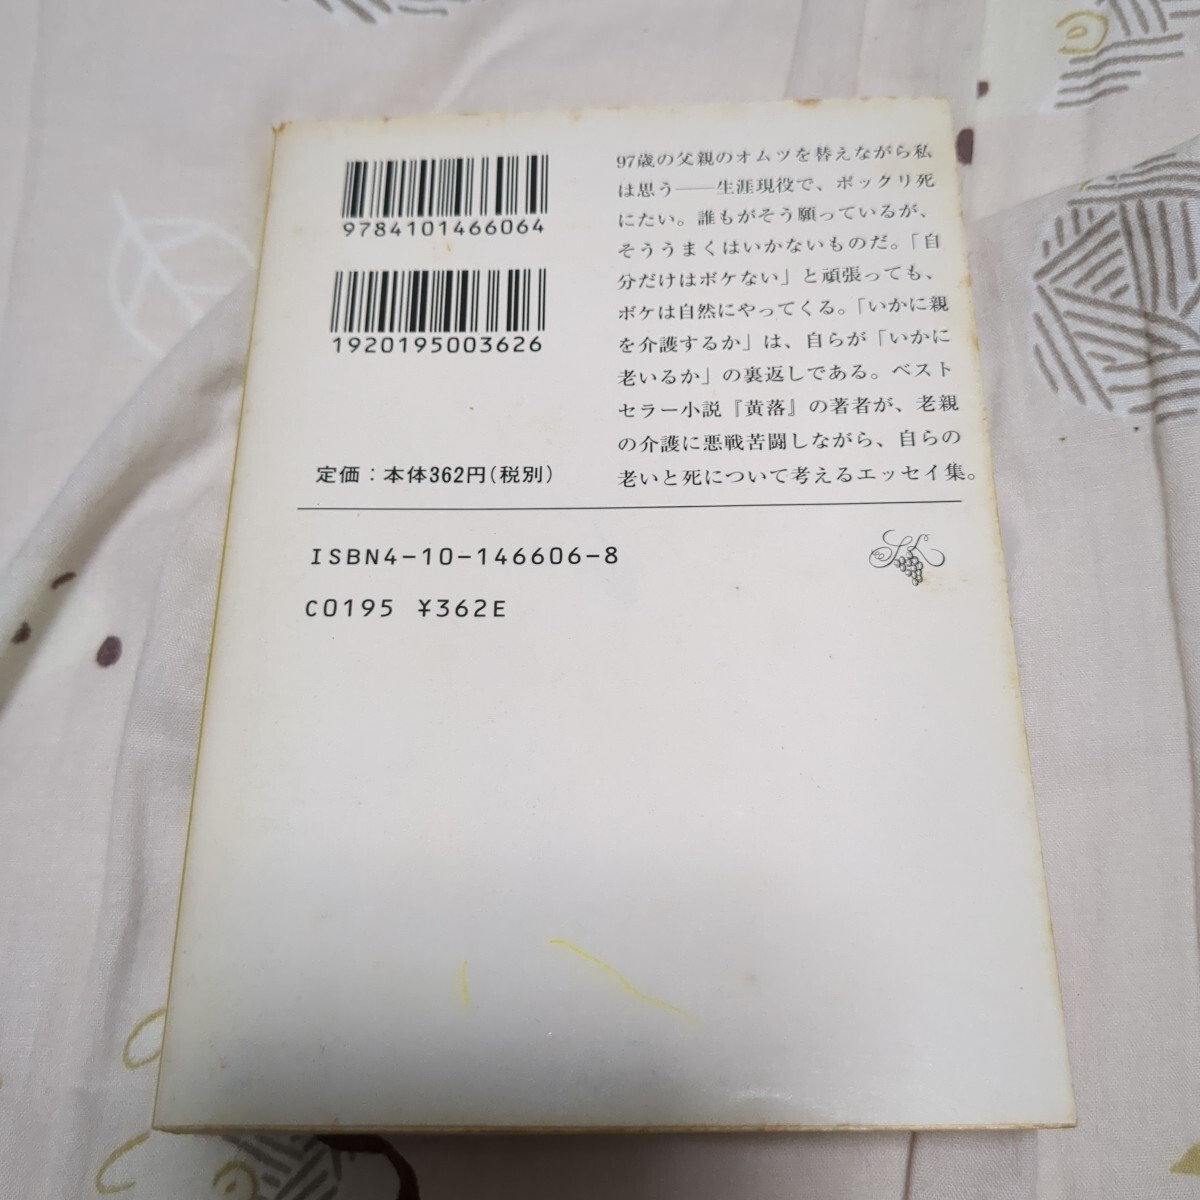 9784101466064
1920195003626
定価：本体362円(税別)
97歳の父親のオムツを替えながら私
は思う――生涯現役で、ポックリ死
にたい。誰もがそう願っているが、
そううまくはいかないものだ。「自
分だけはボケない」と頑張っても、
ボケは自然にやってくる。「いかに親
を介護するか」は、自らが「いかに
老いるか」の裏返しである。ベスト
セラー小説『黄落』の著者が、老親
の介護に悪戦苦闘しながら、自らの
老いと死について考えるエッセイ集。
ISBN4-10-146606-8
C0195 ¥362E